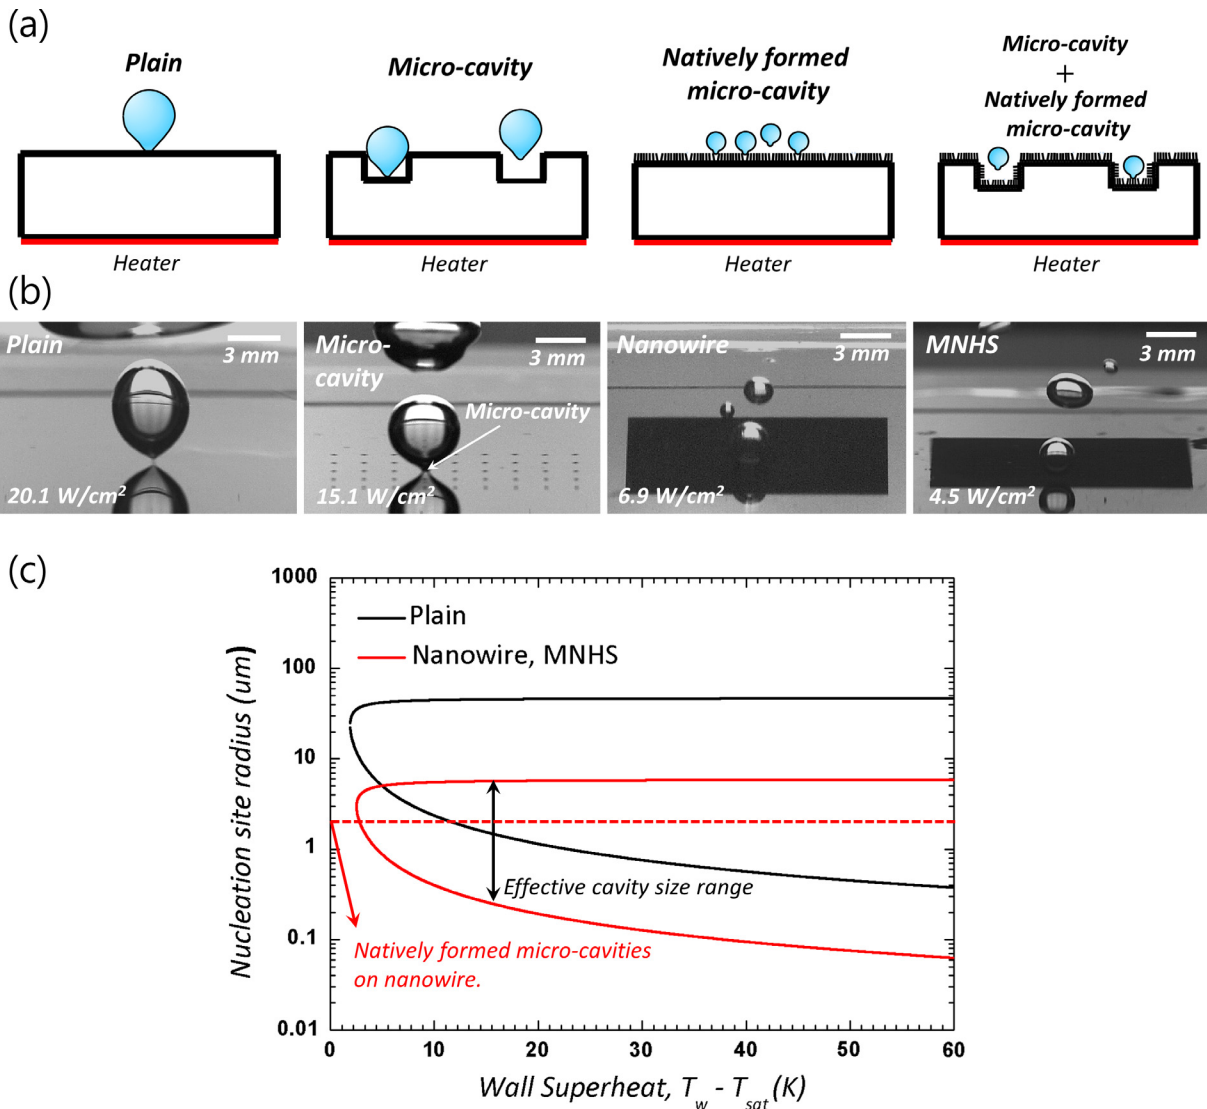 (a)
Plain
Micro-cavity
Natively formed
micro-cavity
Micro-cavity
+
Natively formed
micro-cavity
Heater
Heater
Heater
Heater
(b)
Plain
3 mm
20.1 W/cm²
Micro-
cavity
3 mm
Micro-cavity
15.1 W/cm²
Nanowire
3 mm
6.9 W/cm²
MNHS
3 mm
4.5 W/cm²
(c)
Nucleation site radius (um)
1000
100
10
1
0.1
0.01
Plain
Nanowire, MNHS
Effective cavity size range
Natively formed micro-cavities
on nanowire.
0 10 20 30 40 50 60
Wall Superheat, T_w - T_sat (K)